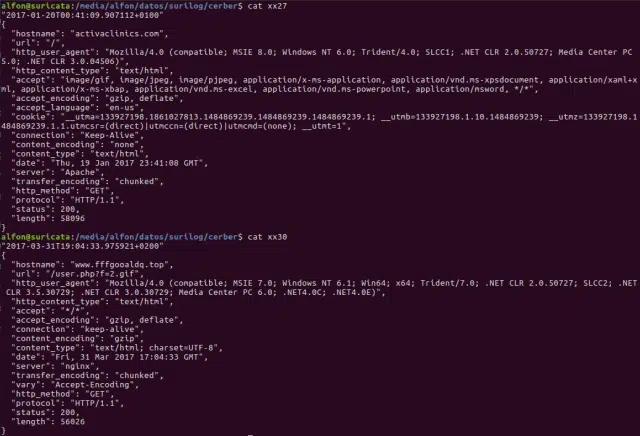 alfon@suricata:/media/alfon/datos/surilog/cerber$ cat xx27
"2017-01-20T00:41:09.907112+0100"
{
"hostname": "activaclinics.com",
"url": "/",
"http_user_agent": "Mozilla/4.0 (compatible; MSIE 8.0; Windows NT 6.0; Trident/4.0; SLCC1; .NET CLR 2.0.50727; Media Center PC
5.0; .NET CLR 3.0.04506)",
"http_content_type": "text/html",
"accept": "image/gif, image/jpeg, image/pjpeg, application/x-ms-application, application/vnd.ms-xpsdocument, application/xaml+x
ml, application/x-ms-xbap, application/vnd.ms-excel, application/vnd.ms-powerpoint, application/msword, */*",
"accept_encoding": "gzip, deflate",
"accept_language": "en-us",
"cookie": "__utma=133927198.1861027813.1484869239.1484869239.1484869239.1; __utmb=133927198.1.10.1484869239; __utmz=133927198.1
484869239.1.1.utmcsr=(direct)|utmccn=(direct)|utmcmd=(none); __utmt=1",
"connection": "Keep-Alive",
"content_encoding": "none",
"content_type": "text/html",
"date": "Thu, 19 Jan 2017 23:41:08 GMT",
"server": "Apache",
"transfer_encoding": "chunked",
"http_method": "GET",
"protocol": "HTTP/1.1",
"status": 200,
"length": 58096
}
alfon@suricata:/media/alfon/datos/surilog/cerber$ cat xx30
"2017-03-31T19:04:33.975921+0200"
{
"hostname": "www.fffgooaldq.top",
"url": "/user.php?f=2.gif",
"http_user_agent": "Mozilla/4.0 (compatible; MSIE 7.0; Windows NT 6.1; Win64; x64; Trident/7.0; .NET CLR 2.0.50727; SLCC2; .NET
CLR 3.5.30729; .NET CLR 3.0.30729; Media Center PC 6.0; .NET4.0C; .NET4.0E)",
"http_content_type": "text/html",
"accept": "*/*",
"accept_encoding": "gzip, deflate",
"connection": "keep-alive",
"content_encoding": "gzip",
"content_type": "text/html; charset=UTF-8",
"date": "Fri, 31 Mar 2017 17:04:33 GMT",
"server": "nginx",
"transfer_encoding": "chunked",
"vary": "Accept-Encoding",
"http_method": "GET",
"protocol": "HTTP/1.1",
"status": 200,
"length": 56026
}